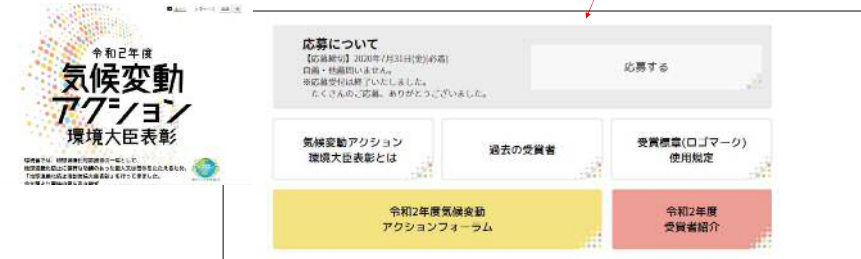 令和2年度
気候変動
アクション
環境大臣表彰
応募について
【応募締切】2020年7月31日(金)[必着]
自薦・他薦問いません。
※応募受付は終了いたしました。
たくさんのご応募、ありがとうございました。
応募する
気候変動アクション
環境大臣表彰とは
過去の受賞者
受賞標章(ロゴマーク)
使用規定
令和2年度気候変動
アクションフォーラム
令和2年度
受賞者紹介